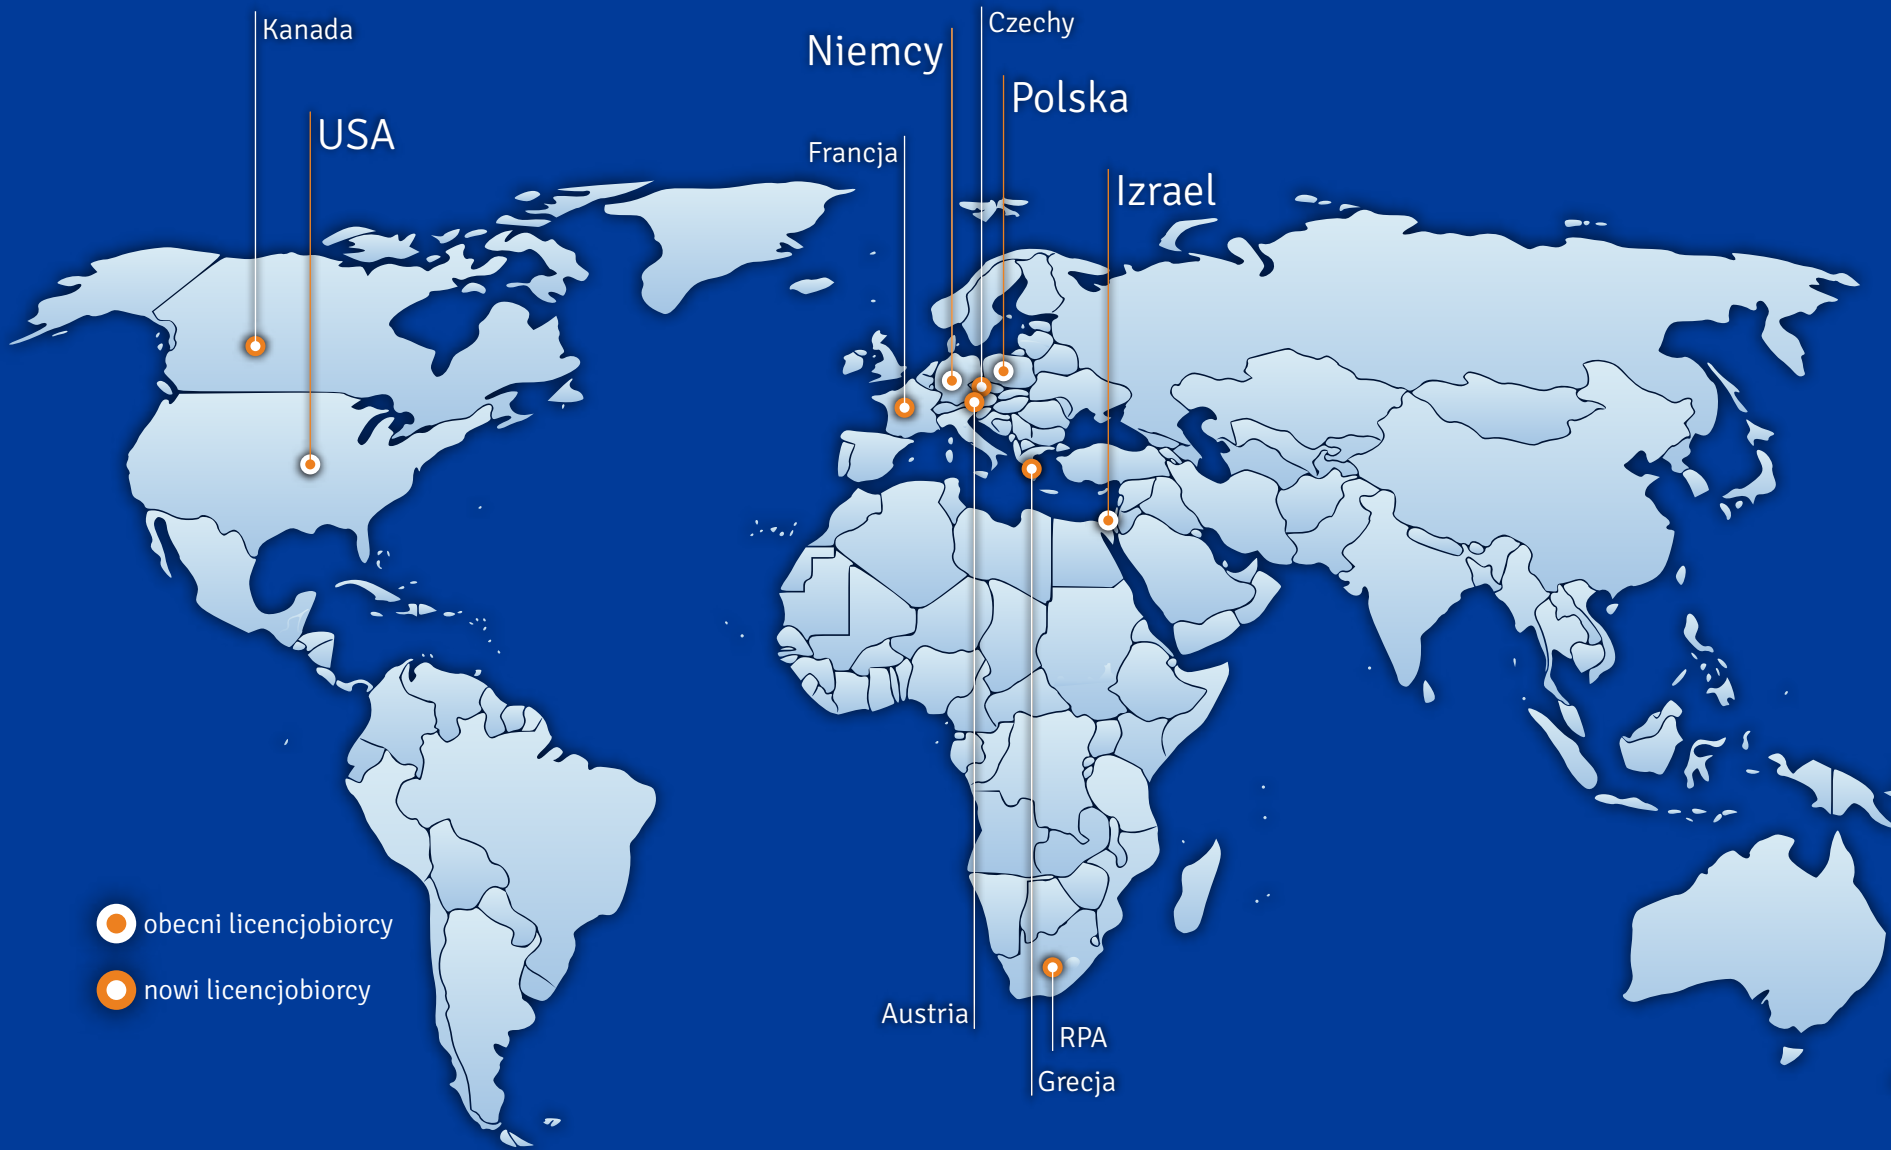 Kanada
Czechy
Niemcy
Polska
USA
Francja
Izrael
obecni licencjobiorcy
nowi licencjobiorcy
Austria
RPA
Grecja